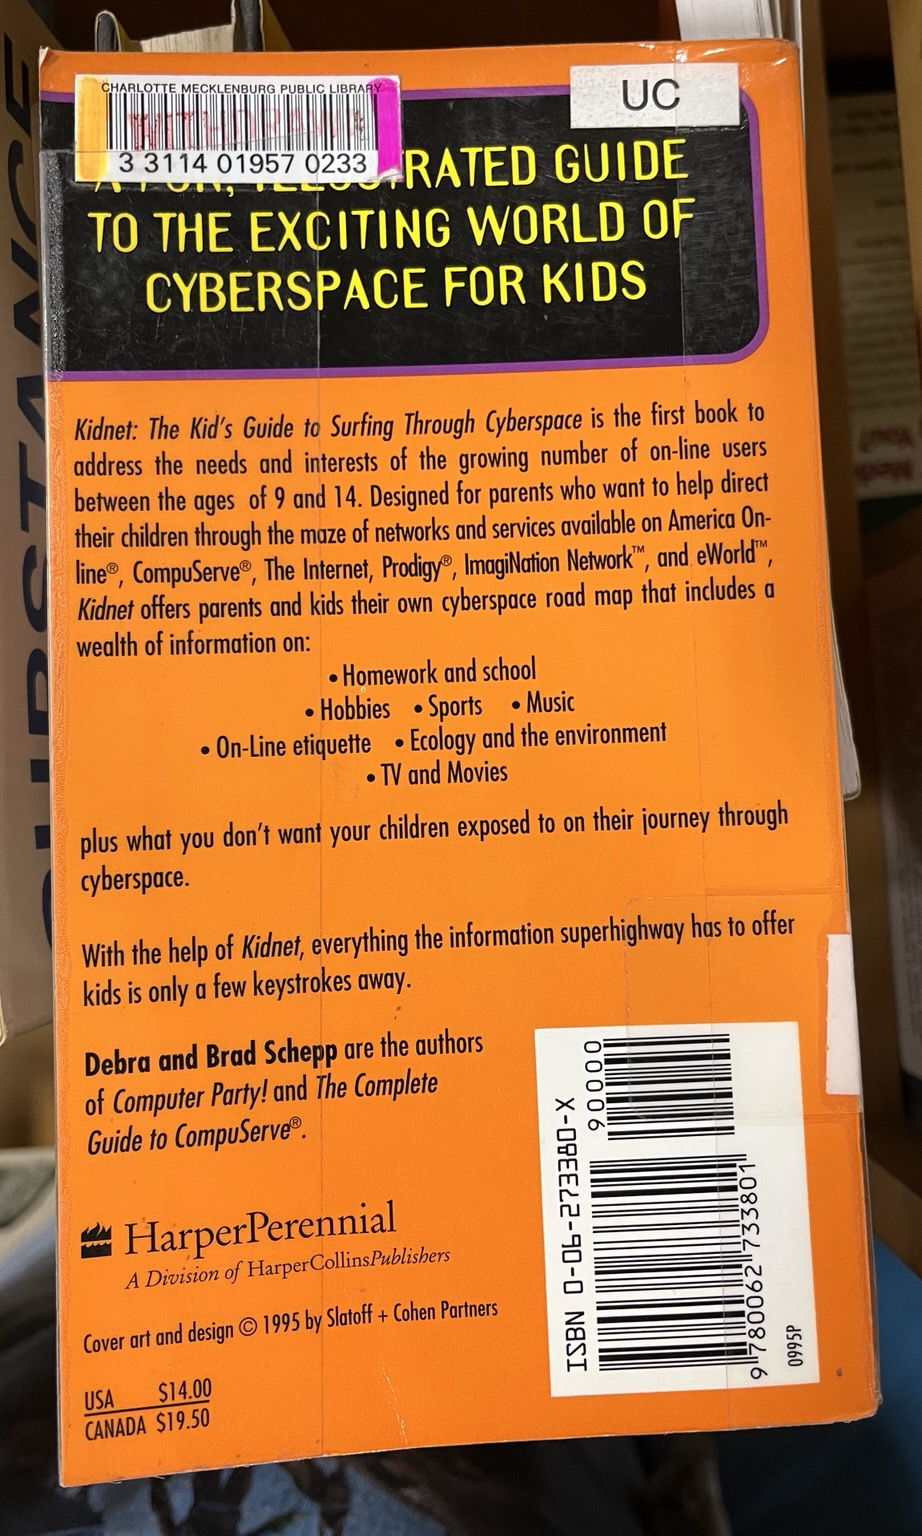 CHARLOTTE MECKLENBURG PUBLIC LIBRARY
WITHDRAWN
3 3114 01957 0233
UC
A FUN, ILLUSTRATED GUIDE
TO THE EXCITING WORLD OF
CYBERSPACE FOR KIDS
Kidnet: The Kid's Guide to Surfing Through Cyberspace is the first book to
address the needs and interests of the growing number of on-line users
between the ages of 9 and 14. Designed for parents who want to help direct
their children through the maze of networks and services available on America On-
line®, CompuServe®, The Internet, Prodigy®, ImagiNation Network™, and eWorld™,
Kidnet offers parents and kids their own cyberspace road map that includes a
wealth of information on:
• Homework and school
• Hobbies • Sports • Music
• On-Line etiquette • Ecology and the environment
• TV and Movies
plus what you don't want your children exposed to on their journey through
cyberspace.
With the help of Kidnet, everything the information superhighway has to offer
kids is only a few keystrokes away.
Debra and Brad Schepp are the authors
of Computer Party! and The Complete
Guide to CompuServe®.
HarperPerennial
A Division of HarperCollinsPublishers
Cover art and design © 1995 by Slatoff + Cohen Partners
USA $14.00
CANADA $19.50
ISBN 0-06-273380-X
90000
9 780062 733801
0995P
SUBSTANCE